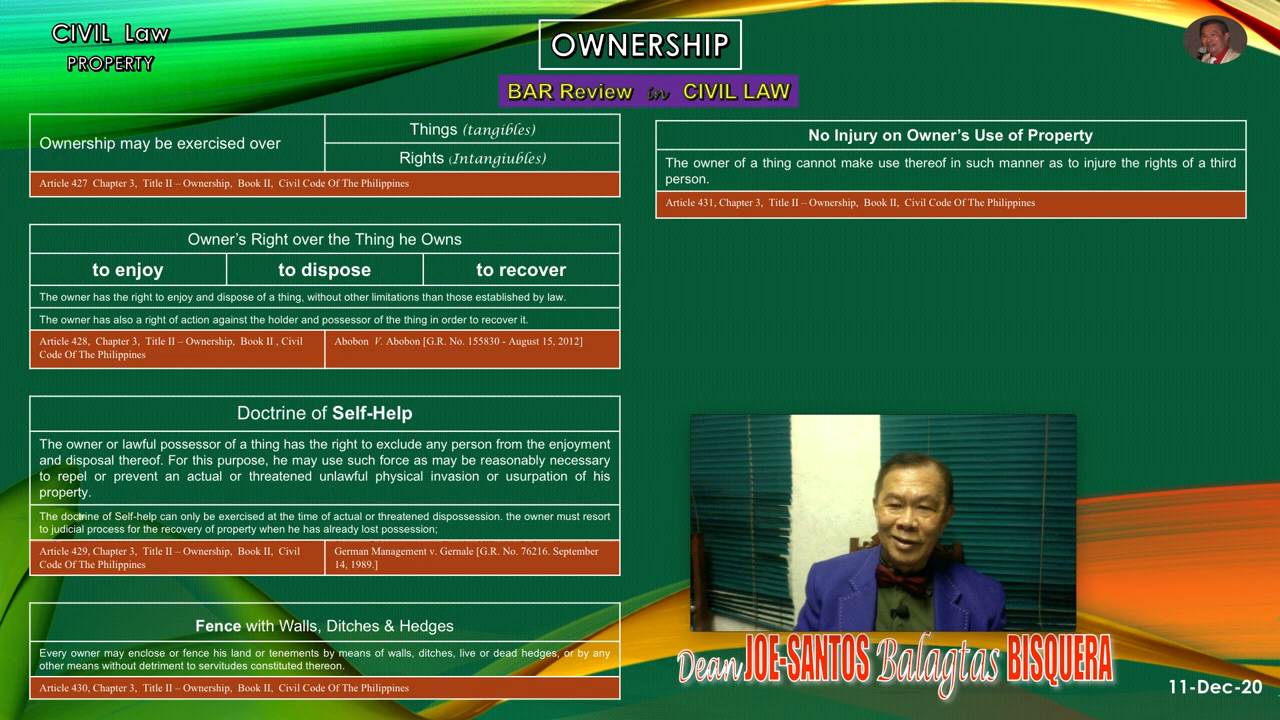 CIVIL Law
PROPERTY
OWNERSHIP
BAR Review in CIVIL LAW
Ownership may be exercised over
Things (tangibles)
Rights (Intangiubles)
Article 427 Chapter 3, Title II – Ownership, Book II, Civil Code Of The Philippines
Owner's Right over the Thing he Owns
to enjoy
to dispose
to recover
The owner has the right to enjoy and dispose of a thing, without other limitations than those established by law.
The owner has also a right of action against the holder and possessor of the thing in order to recover it.
Article 428, Chapter 3, Title II – Ownership, Book II , Civil
Code Of The Philippines
Abobon V. Abobon [G.R. No. 155830 - August 15, 2012]
Doctrine of Self-Help
The owner or lawful possessor of a thing has the right to exclude any person from the enjoyment
and disposal thereof. For this purpose, he may use such force as may be reasonably necessary
to repel or prevent an actual or threatened unlawful physical invasion or usurpation of his
property.
The doctrine of Self-help can only be exercised at the time of actual or threatened dispossession. the owner must resort
to judicial process for the recovery of property when he has already lost possession;
Article 429, Chapter 3, Title II – Ownership, Book II, Civil
Code Of The Philippines
German Management v. Gernale [G.R. No. 76216. September
14, 1989.]
Fence with Walls, Ditches & Hedges
Every owner may enclose or fence his land or tenements by means of walls, ditches, live or dead hedges, or by any
other means without detriment to servitudes constituted thereon.
Article 430, Chapter 3, Title II – Ownership, Book II, Civil Code Of The Philippines
No Injury on Owner's Use of Property
The owner of a thing cannot make use thereof in such manner as to injure the rights of a third
person.
Article 431, Chapter 3, Title II – Ownership, Book II, Civil Code Of The Philippines
Dean JOE-SANTOS Balagtas BISQUERA
11-Dec-20